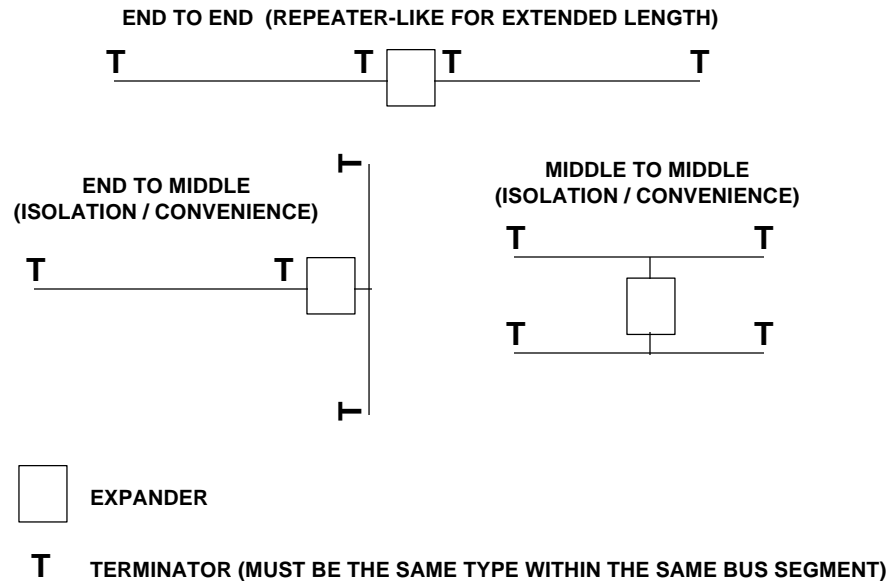 END TO END (REPEATER-LIKE FOR EXTENDED LENGTH)
T T T T
END TO MIDDLE
(ISOLATION / CONVENIENCE)
T T
T
T
MIDDLE TO MIDDLE
(ISOLATION / CONVENIENCE)
T T
T T
EXPANDER
T TERMINATOR (MUST BE THE SAME TYPE WITHIN THE SAME BUS SEGMENT)